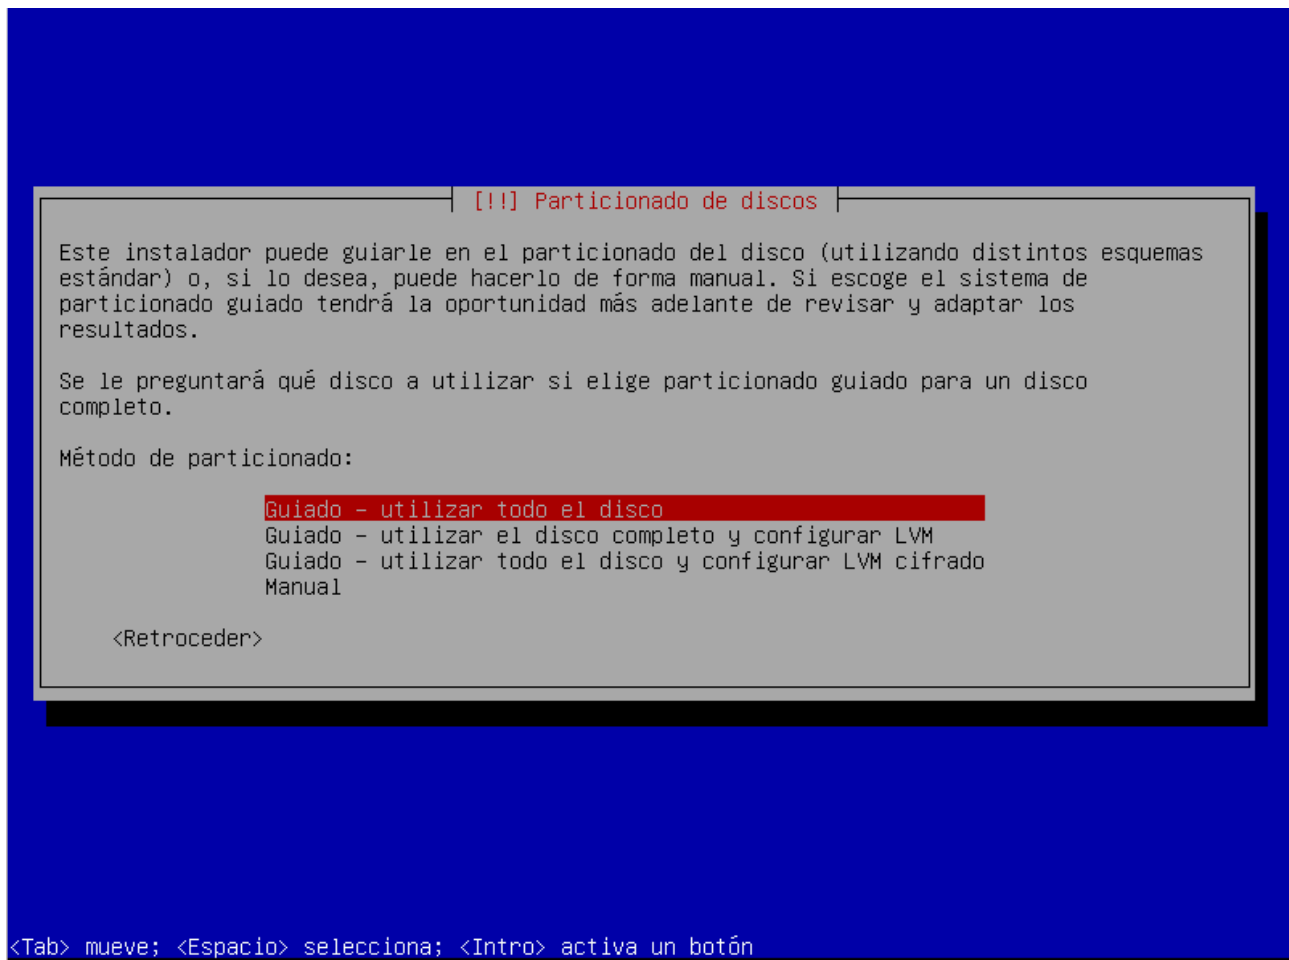 [!!] Particionado de discos
Este instalador puede guiarle en el particionado del disco (utilizando distintos esquemas
estándar) o, si lo desea, puede hacerlo de forma manual. Si escoge el sistema de
particionado guiado tendrá la oportunidad más adelante de revisar y adaptar los
resultados.
Se le preguntará qué disco a utilizar si elige particionado guiado para un disco
completo.
Método de particionado:
Guiado – utilizar todo el disco
Guiado – utilizar el disco completo y configurar LVM
Guiado – utilizar todo el disco y configurar LVM cifrado
Manual
<Retroceder>
<Tab> mueve; <Espacio> selecciona; <Intro> activa un botón